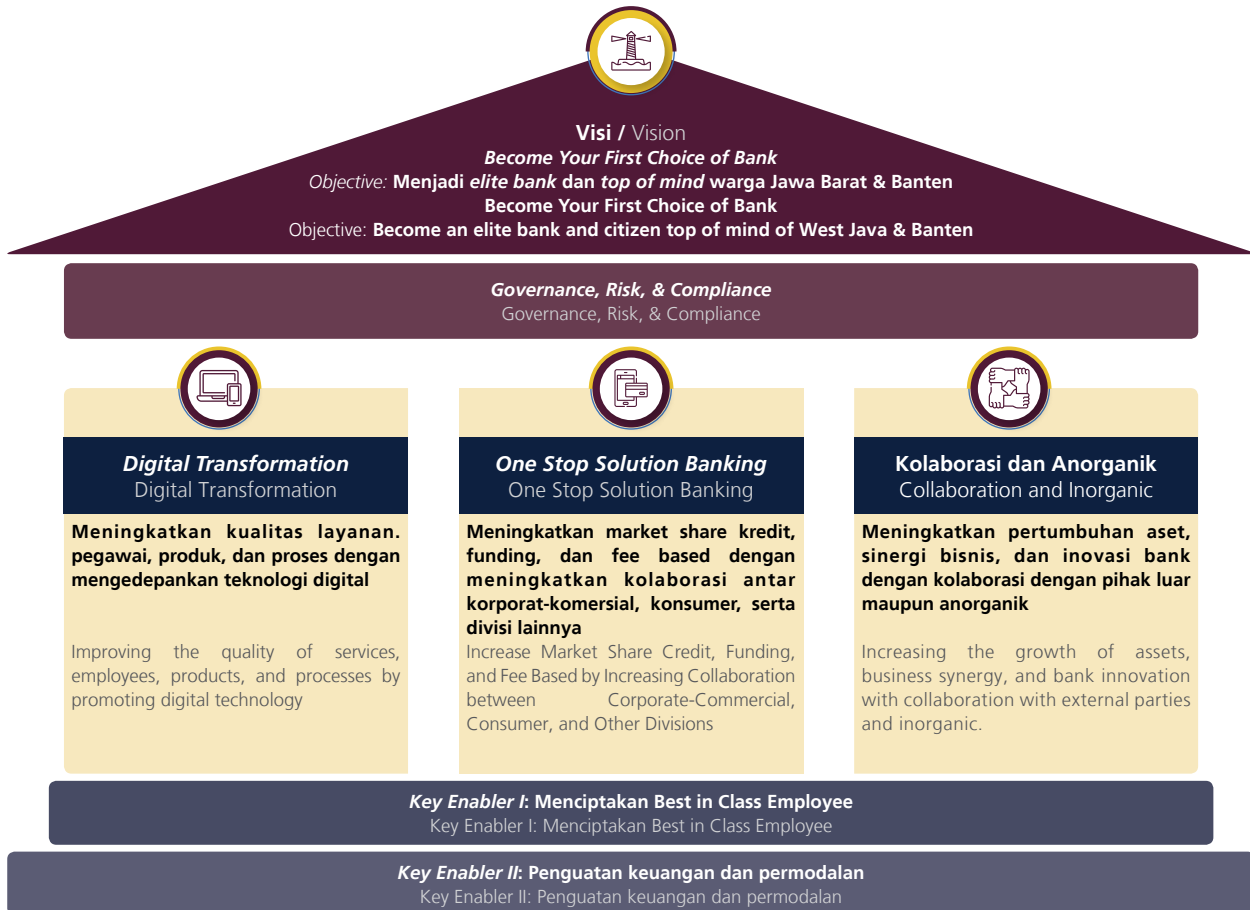 Visi / Vision
Become Your First Choice of Bank
Objective: Menjadi elite bank dan top of mind warga Jawa Barat & Banten
Become Your First Choice of Bank
Objective: Become an elite bank and citizen top of mind of West Java & Banten
Governance, Risk, & Compliance
Governance, Risk, & Compliance
Digital Transformation
Digital Transformation
Meningkatkan kualitas layanan.
pegawai, produk, dan proses dengan
mengedepankan teknologi digital
Improving the quality of services,
employees, products, and processes by
promoting digital technology
One Stop Solution Banking
One Stop Solution Banking
Meningkatkan market share kredit,
funding, dan fee based dengan
meningkatkan kolaborasi antar
korporat-komersial, konsumer, serta
divisi lainnya
Increase Market Share Credit, Funding,
and Fee Based by Increasing Collaboration
between Corporate-Commercial,
Consumer, and Other Divisions
Kolaborasi dan Anorganik
Collaboration and Inorganic
Meningkatkan pertumbuhan aset,
sinergi bisnis, dan inovasi bank
dengan kolaborasi dengan pihak luar
maupun anorganik
Increasing the growth of assets,
business synergy, and bank innovation
with collaboration with external parties
and inorganic.
Key Enabler I: Menciptakan Best in Class Employee
Key Enabler I: Menciptakan Best in Class Employee
Key Enabler II: Penguatan keuangan dan permodalan
Key Enabler II: Penguatan keuangan dan permodalan